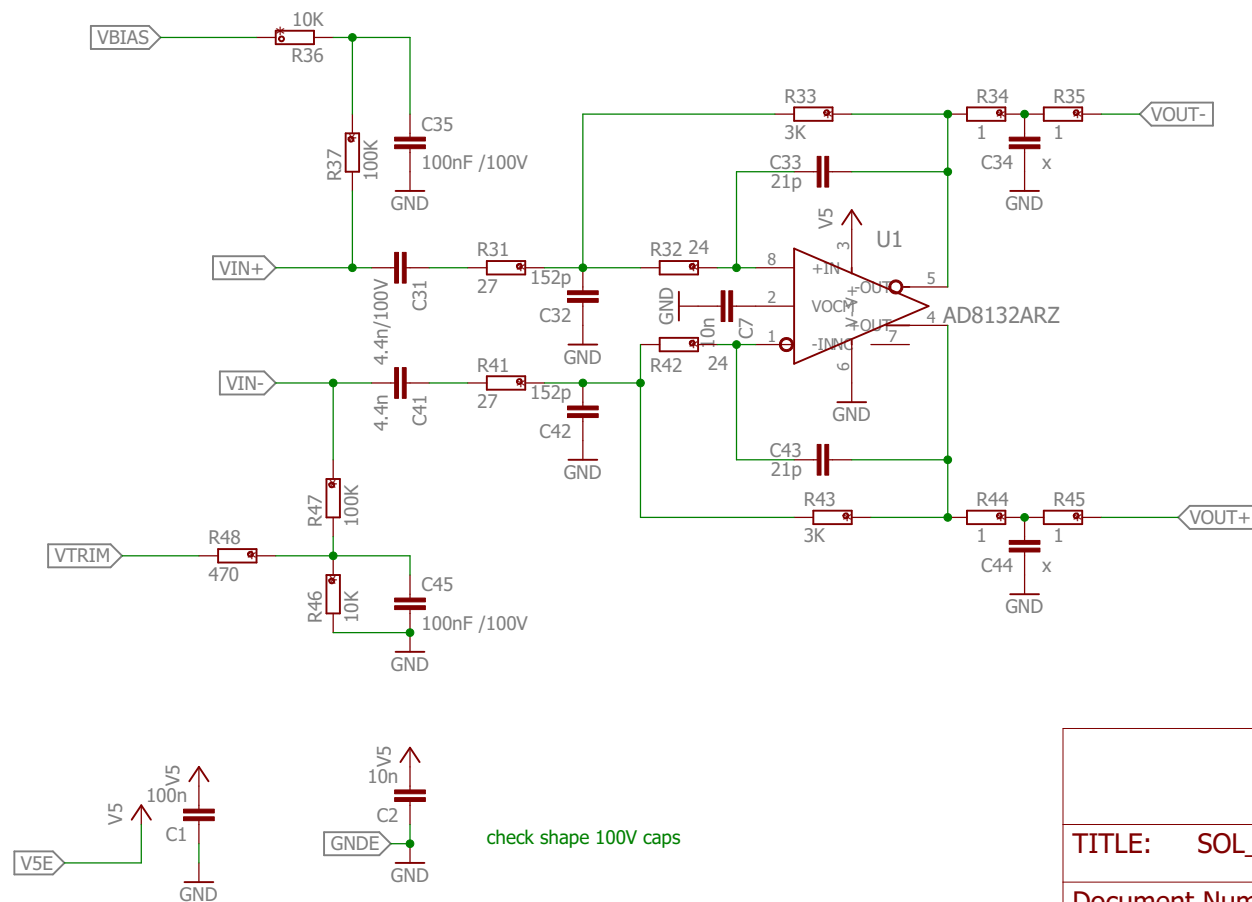 10K
VBIAS
R36
R33
R34
R35
VOUT-
3K
1
1
C35
100nF /100V
R37
100K
C33
21p
C34
x
GND
GND
V5
3
U1
VIN+
R31
27
152p
R32
24
8
+IN
-OUT
5
V+
4.4n/100V
C31
C32
GND
10n
C7
2
VOCM
V-
+OUT
4
AD8132ARZ
1
-IN
NC
7
6
R42
24
GND
GND
VIN-
4.4n
C41
R41
27
152p
C42
GND
C43
21p
R47
100K
R43
3K
R44
1
R45
1
VOUT+
C44
x
GND
VTRIM
R48
470
R46
10K
C45
100nF /100V
GND
V5
100n
C1
GND
V5
V5E
V5
10n
C2
GNDE
GND
check shape 100V caps
TITLE: SOL_
Document Num